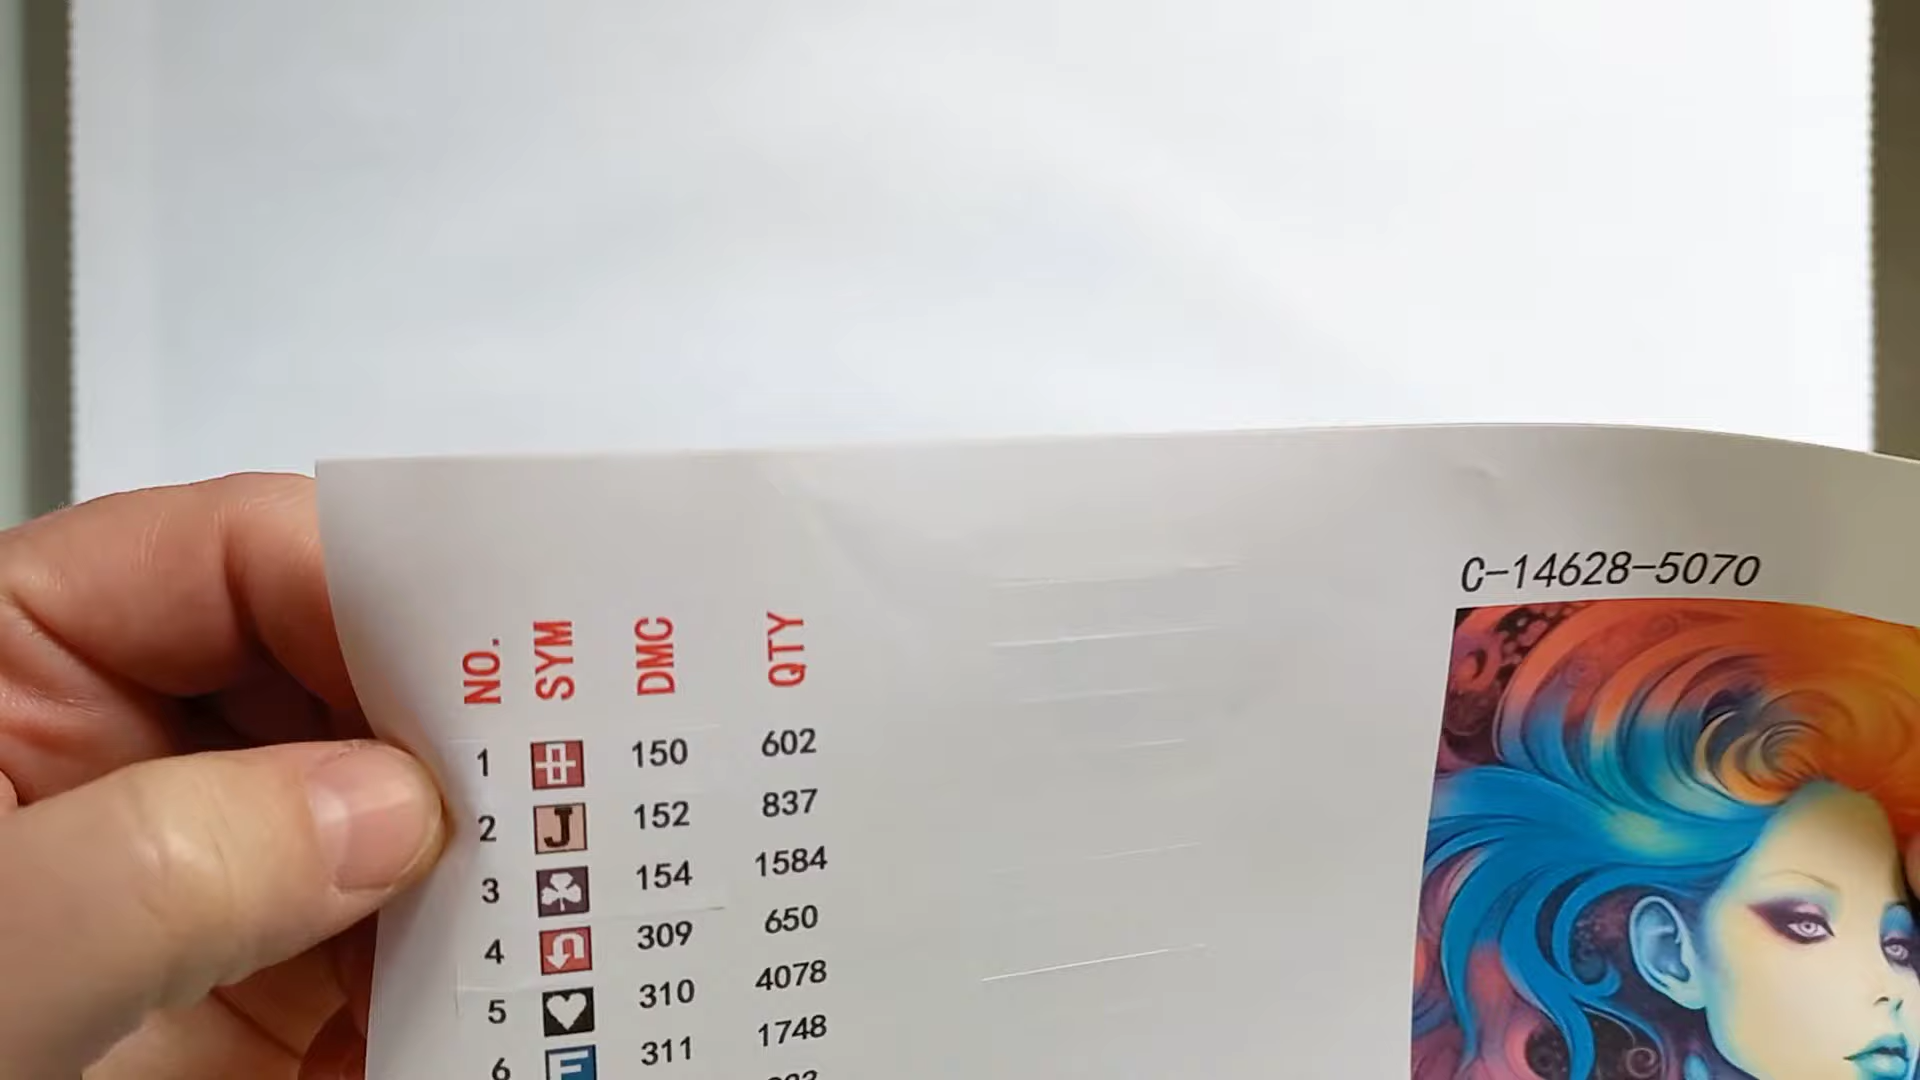 C-14628-5070
NO. SYM DMC QTY
1 150 602
2 J 152 837
3 154 1584
4 309 650
5 310 4078
6 F 311 1748